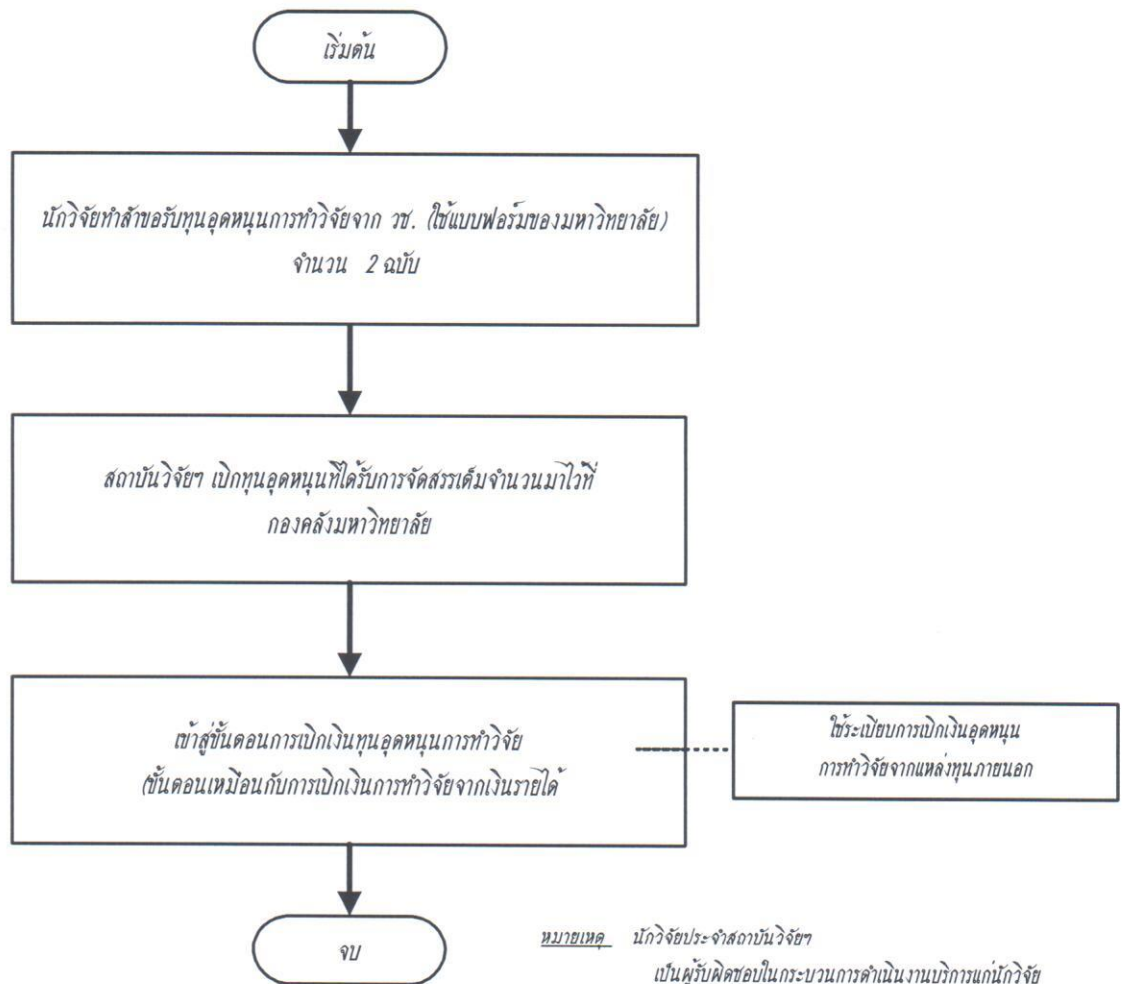 เริ่มต้น
นักวิจัยทำสำขอรับทุนอุดหนุนการทำวิจัยจาก วช. (ใช้แบบฟอร์มของมหาวิทยาลัย)
จำนวน 2 ฉบับ
สถาบันวิจัยฯ เบิกทุนอุดหนุนที่ได้รับการจัดสรรเต็มจำนวนมาไว้ที่
กองคลังมหาวิทยาลัย
เข้าสู่ขั้นตอนการเบิกเงินทุนอุดหนุนการทำวิจัย
(ขั้นตอนเหมือนกับการเบิกเงินการทำวิจัยจากเงินรายได้
ใช้ระเบียบการเบิกเงินอุดหนุน
การทำวิจัยจากแหล่งทุนภายนอก
จบ
หมายเหตุ นักวิจัยประจำสถาบันวิจัยฯ
เป็นผู้รับผิดชอบในกระบวนการดำเนินงานบริการแก่นักวิจัย